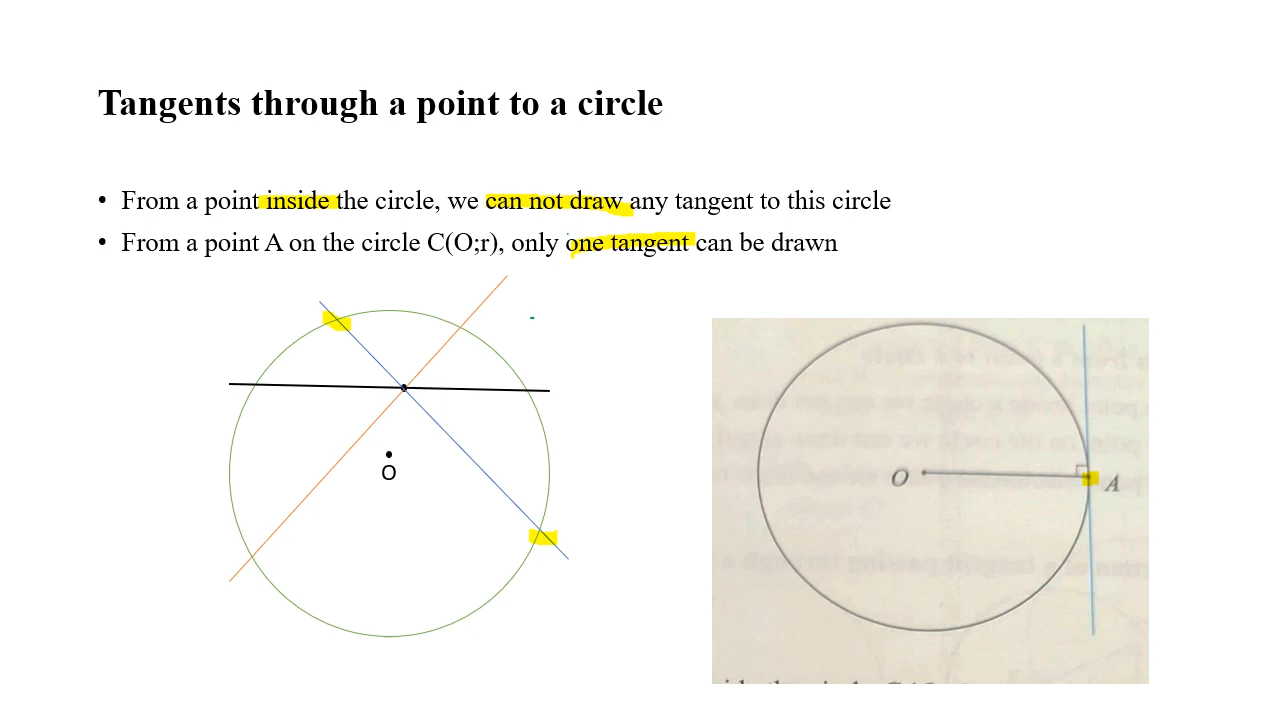 Tangents through a point to a circle
• From a point inside the circle, we can not draw any tangent to this circle
• From a point A on the circle C(O;r), only one tangent can be drawn
O
O
A